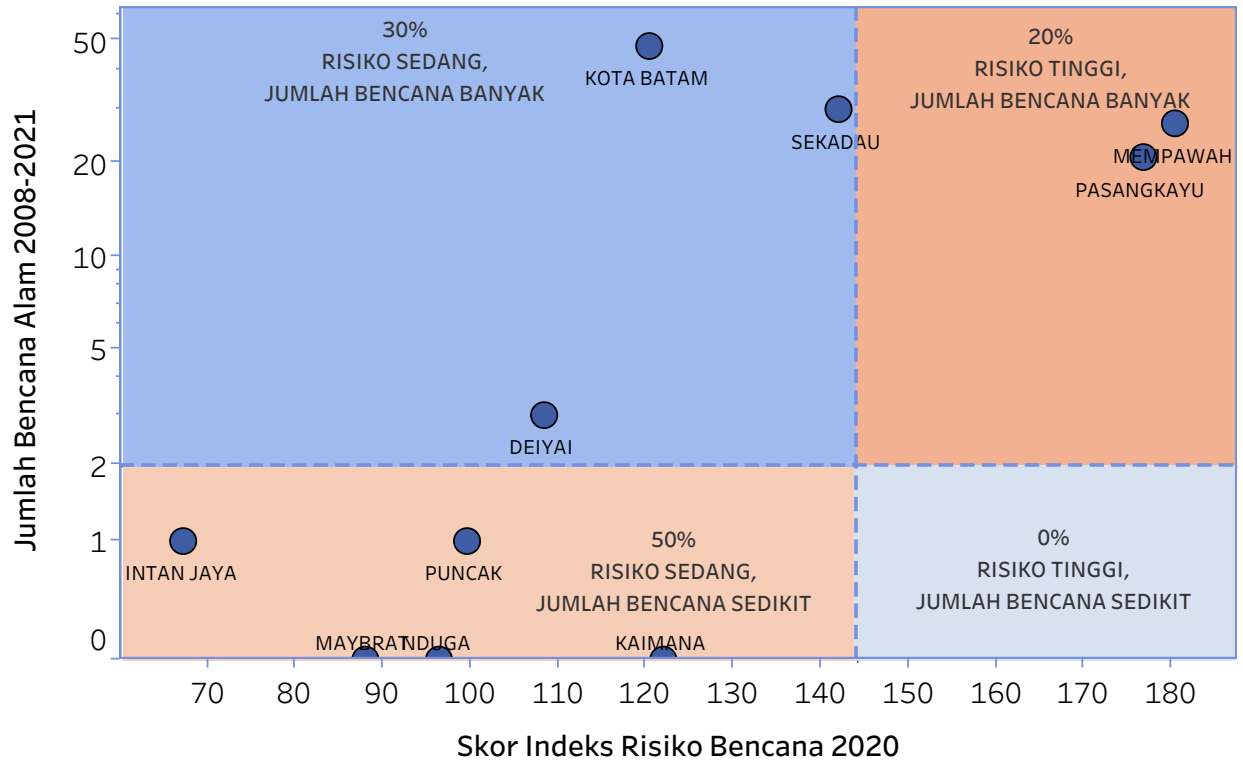 30%
RISIKO SEDANG,
JUMLAH BENCANA BANYAK
20%
RISIKO TINGGI,
JUMLAH BENCANA BANYAK
KOTA BATAM
SEKADAU
MEMPAWAH
PASANGKAYU
DEIYAI
50%
RISIKO SEDANG,
JUMLAH BENCANA SEDIKIT
0%
RISIKO TINGGI,
JUMLAH BENCANA SEDIKIT
INTAN JAYA
PUNCAK
MAYBRAT
NDUGA
KAIMANA
Jumlah Bencana Alam 2008-2021
50
20
10
5
2
1
0
70 80 90 100 110 120 130 140 150 160 170 180
Skor Indeks Risiko Bencana 2020